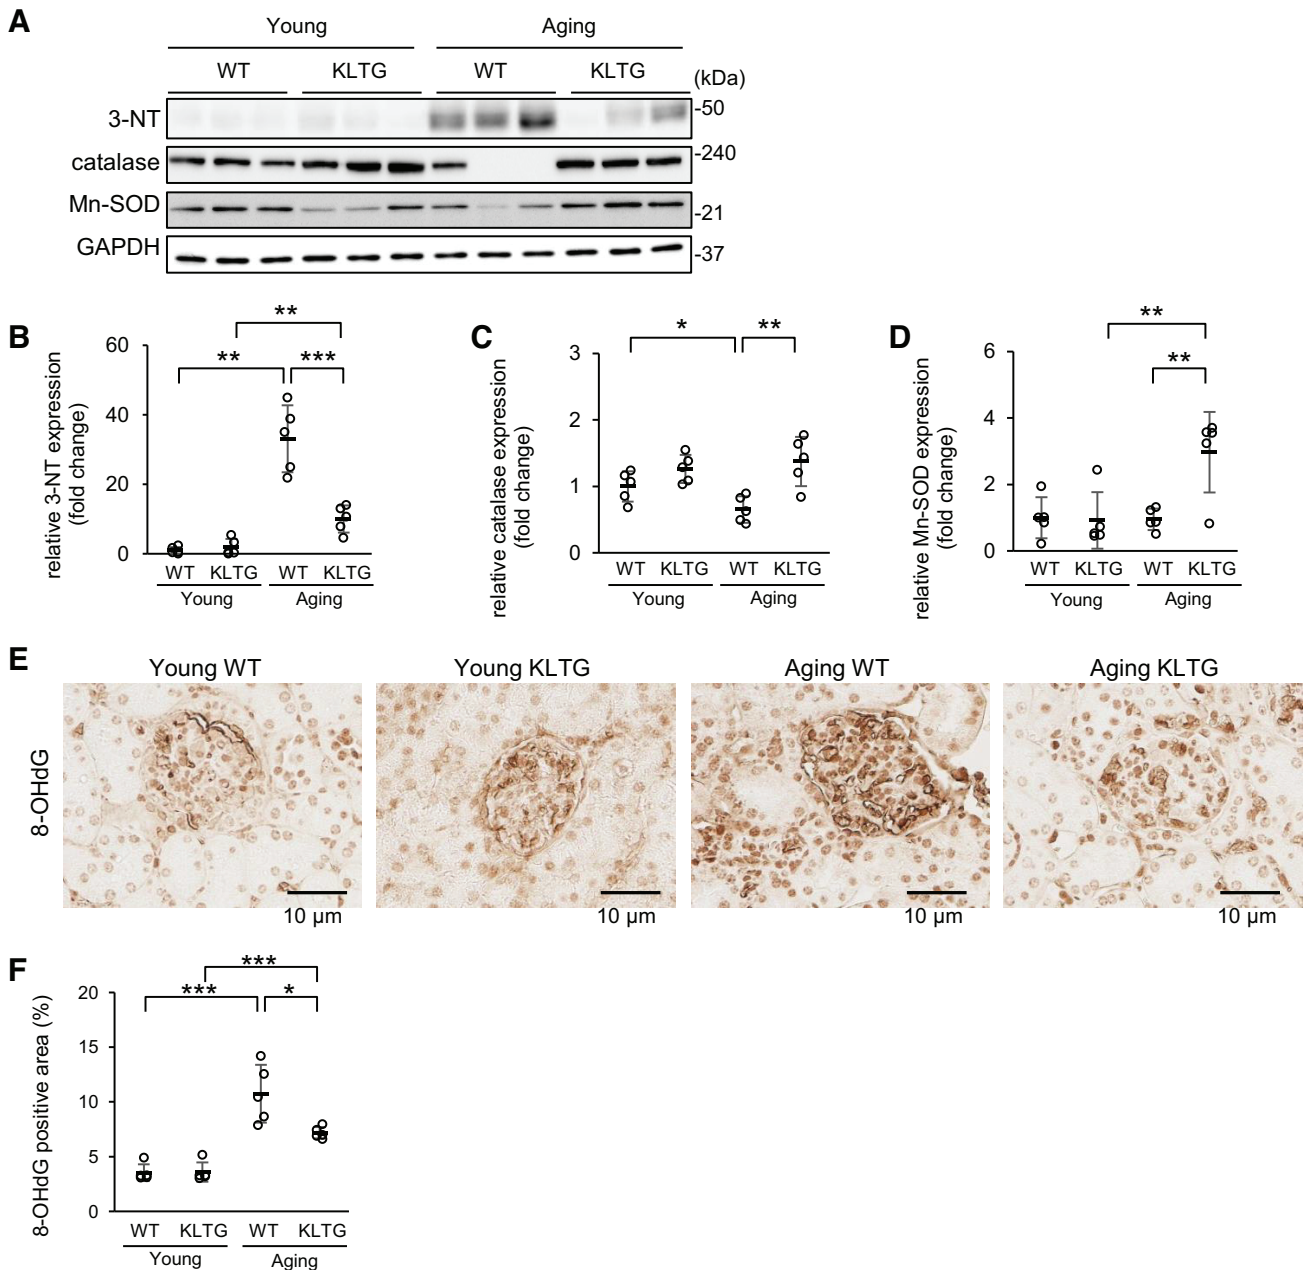 A
Young Aging
WT KLTG WT KLTG (kDa)
3-NT -50
catalase -240
Mn-SOD -21
GAPDH -37
B
relative 3-NT expression
(fold change)
60
40
20
0
** ** ***
WT KLTG WT KLTG
Young Aging
C
relative catalase expression
(fold change)
3
2
1
0
* **
WT KLTG WT KLTG
Young Aging
D
relative Mn-SOD expression
(fold change)
6
4
2
0
** **
WT KLTG WT KLTG
Young Aging
E
Young WT Young KLTG Aging WT Aging KLTG
8-OHdG
10 μm 10 μm 10 μm 10 μm
F
8-OHdG positive area (%)
20
15
10
5
0
*** *** *
WT KLTG WT KLTG
Young Aging